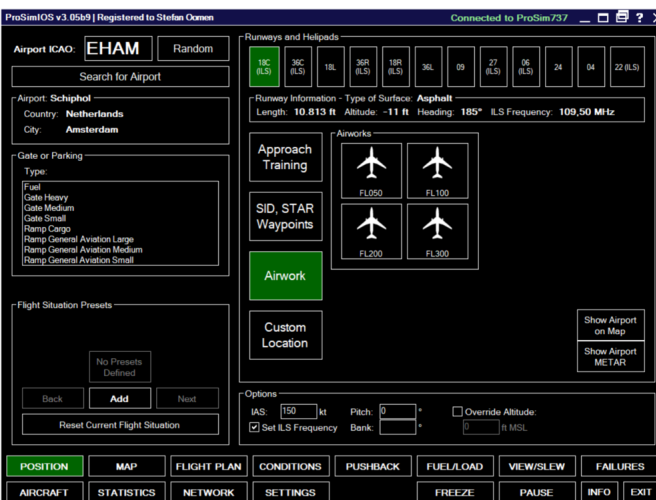 ProSimIOS v3.05b9 | Registered to Stefan Oomen
Connected to ProSim737
Airport ICAO: EHAM Random
Search for Airport
Airport: Schiphol
Country: Netherlands
City: Amsterdam
Gate or Parking
Type:
Fuel
Gate Heavy
Gate Medium
Gate Small
Ramp Cargo
Ramp General Aviation Large
Ramp General Aviation Medium
Ramp General Aviation Small
Flight Situation Presets
No Presets
Defined
Back Add Next
Reset Current Flight Situation
Runways and Helipads
18C (ILS) 36C (ILS) 18L 36R (ILS) 18R (ILS) 36L 09 27 (ILS) 06 (ILS) 24 04 22 (ILS)
Runway Information - Type of Surface: Asphalt
Length: 10.813 ft Altitude: -11 ft Heading: 185° ILS Frequency: 109,50 MHz
Approach
Training
SID, STAR
Waypoints
Airwork
Custom
Location
Airworks
FL050 FL100
FL200 FL300
Show Airport
on Map
Show Airport
METAR
Options
IAS: 150 kt Pitch: 0 ° Override Altitude:
Set ILS Frequency Bank: ° 0 ft MSL
POSITION MAP FLIGHT PLAN CONDITIONS PUSHBACK FUEL/LOAD VIEW/SLEW FAILURES
AIRCRAFT STATISTICS NETWORK SETTINGS FREEZE PAUSE INFO EXIT